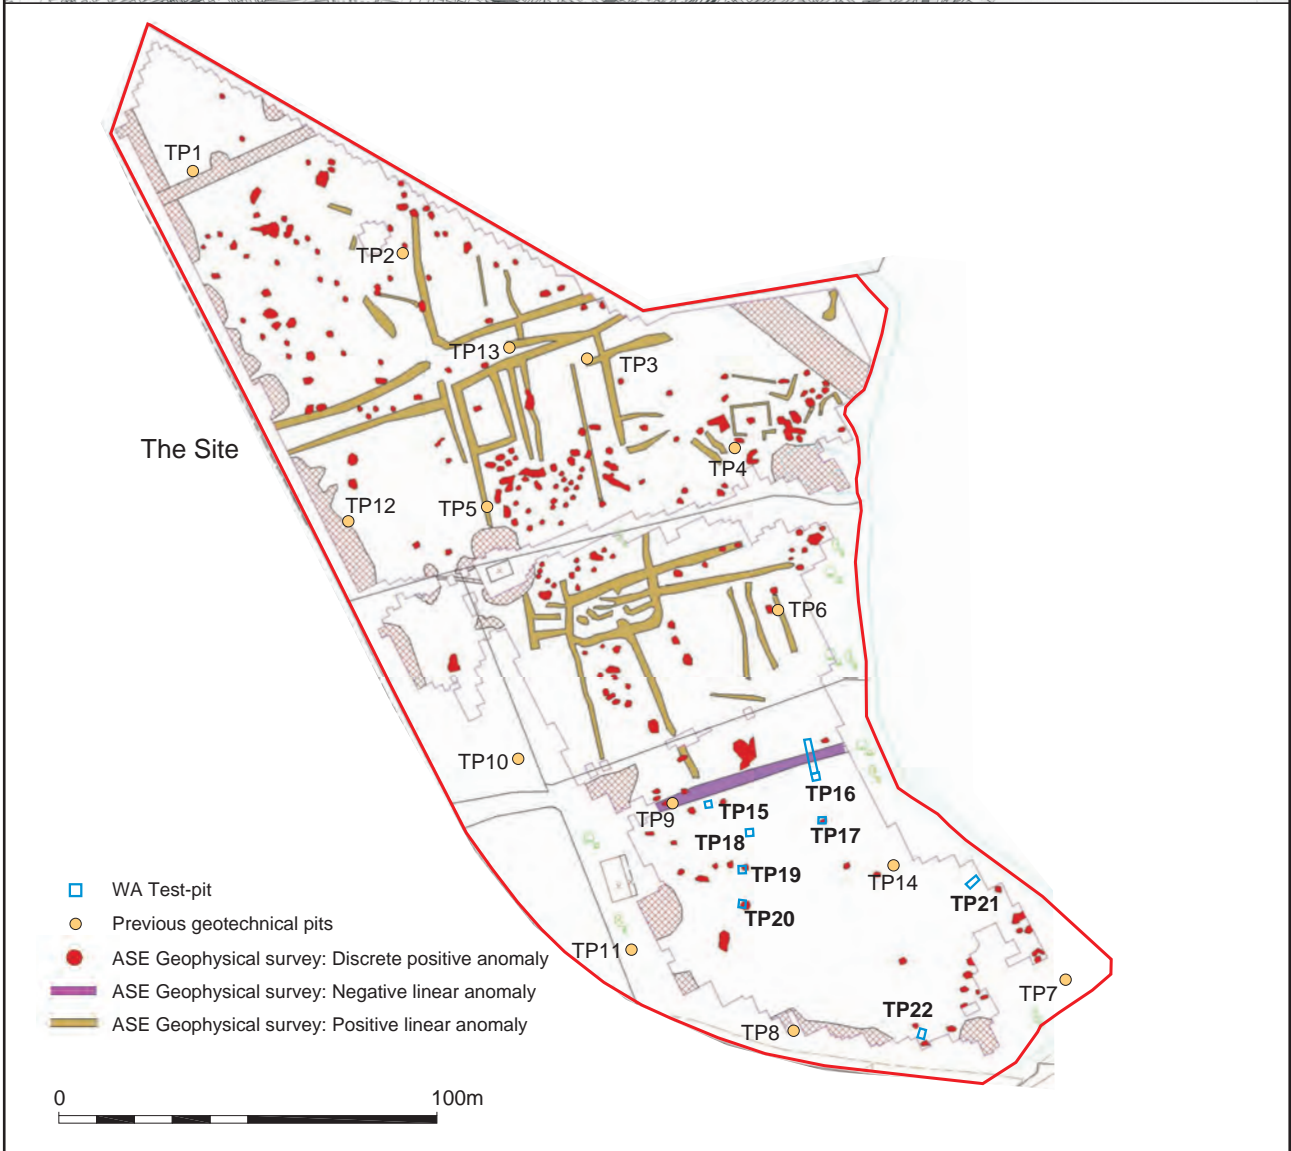 TP1
TP2
TP13
TP3
The Site
TP4
TP12
TP5
TP6
TP10
TP16
TP9
TP15
TP18
TP17
TP19
TP14
TP21
TP20
TP11
TP7
TP22
TP8
WA Test-pit
Previous geotechnical pits
ASE Geophysical survey: Discrete positive anomaly
ASE Geophysical survey: Negative linear anomaly
ASE Geophysical survey: Positive linear anomaly
0 100m